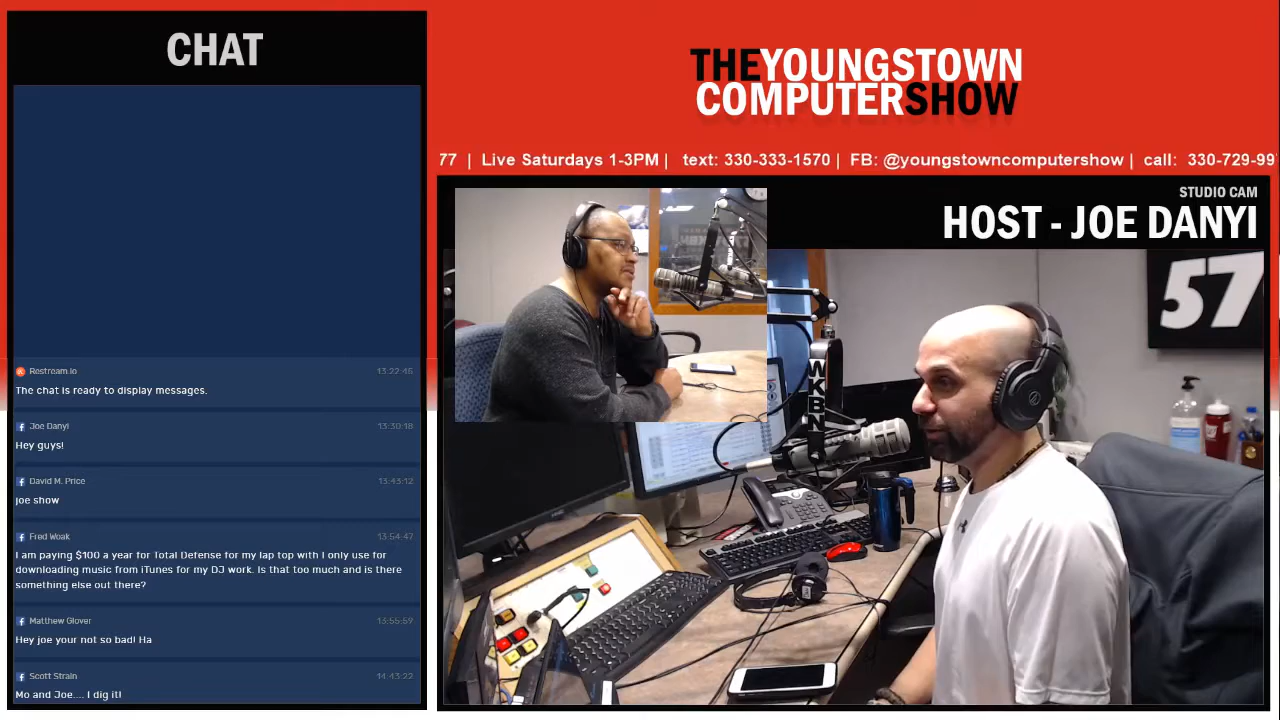 CHAT
Restream.io 13:22:46
The chat is ready to display messages.
Joe Danyi 13:30:18
Hey guys!
David M. Price 13:43:12
joe show
Fred Woak 13:54:47
I am paying $100 a year for Total Defense for my lap top with I only use for
downloading music from iTunes for my DJ work. Is that too much and is there
something else out there?
Matthew Glover 13:55:59
Hey joe your not so bad! Ha
Scott Strain 14:43:22
Mo and Joe.... I dig it!
THEYOUNGSTOWN
COMPUTERSHOW
77 | Live Saturdays 1-3PM | text: 330-333-1570 | FB: @youngstowncomputershow | call: 330-729-99
STUDIO CAM
HOST - JOE DANYI
57
WKBN